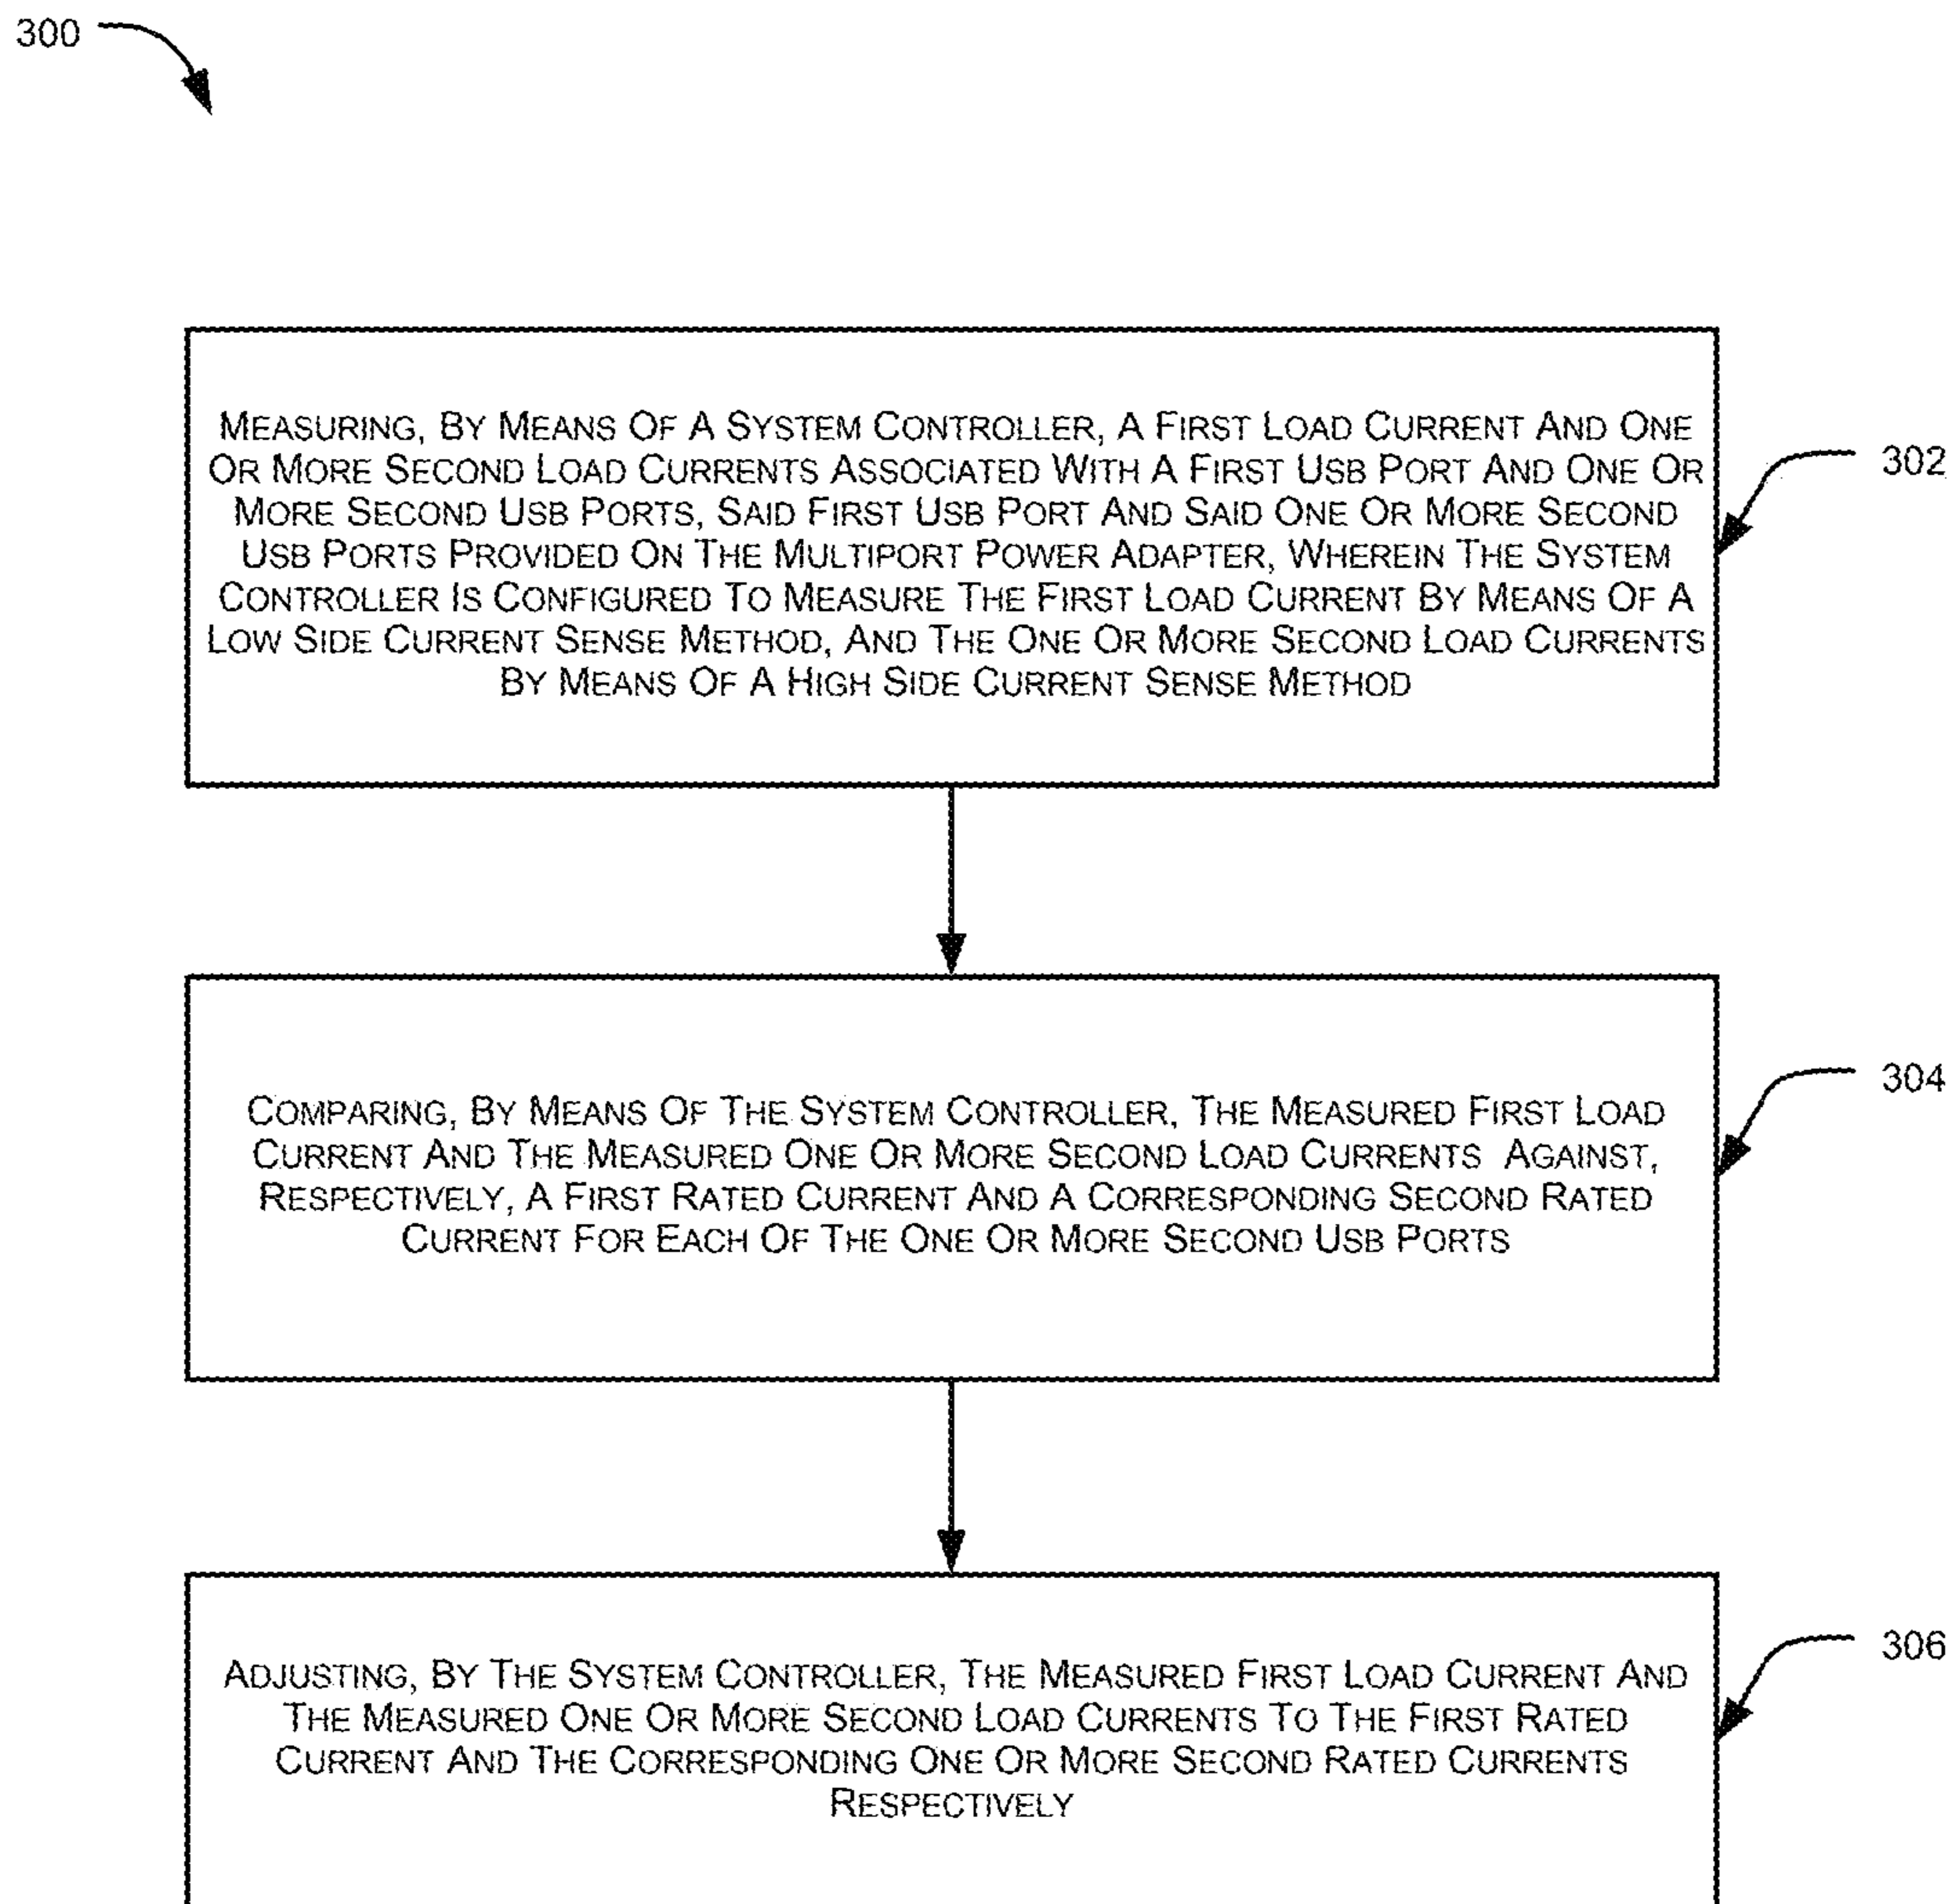 300
MEASURING, BY MEANS OF A SYSTEM CONTROLLER, A FIRST LOAD CURRENT AND ONE
OR MORE SECOND LOAD CURRENTS ASSOCIATED WITH A FIRST USB PORT AND ONE OR
MORE SECOND USB PORTS, SAID FIRST USB PORT AND SAID ONE OR MORE SECOND
USB PORTS PROVIDED ON THE MULTIPORT POWER ADAPTER, WHEREIN THE SYSTEM
CONTROLLER IS CONFIGURED TO MEASURE THE FIRST LOAD CURRENT BY MEANS OF A
LOW SIDE CURRENT SENSE METHOD, AND THE ONE OR MORE SECOND LOAD CURRENTS
BY MEANS OF A HIGH SIDE CURRENT SENSE METHOD
302
COMPARING, BY MEANS OF THE SYSTEM CONTROLLER, THE MEASURED FIRST LOAD
CURRENT AND THE MEASURED ONE OR MORE SECOND LOAD CURRENTS AGAINST,
RESPECTIVELY, A FIRST RATED CURRENT AND A CORRESPONDING SECOND RATED
CURRENT FOR EACH OF THE ONE OR MORE SECOND USB PORTS
304
ADJUSTING, BY THE SYSTEM CONTROLLER, THE MEASURED FIRST LOAD CURRENT AND
THE MEASURED ONE OR MORE SECOND LOAD CURRENTS TO THE FIRST RATED
CURRENT AND THE CORRESPONDING ONE OR MORE SECOND RATED CURRENTS
RESPECTIVELY
306